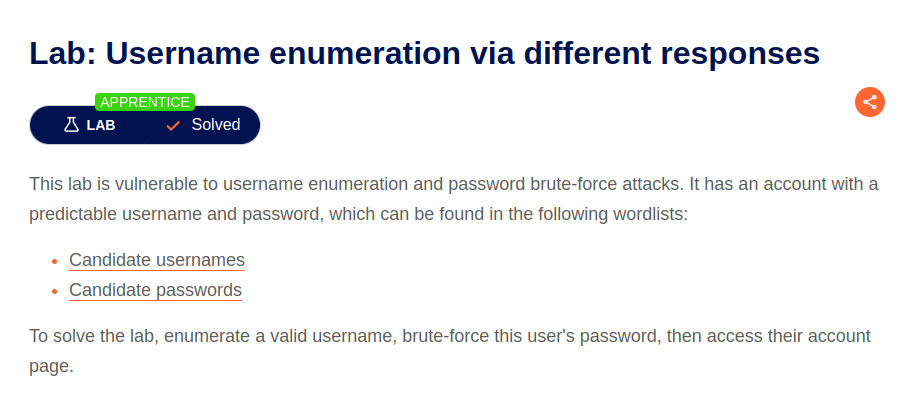 Lab: Username enumeration via different responses
APPRENTICE
LAB Solved
This lab is vulnerable to username enumeration and password brute-force attacks. It has an account with a
predictable username and password, which can be found in the following wordlists:
Candidate usernames
Candidate passwords
To solve the lab, enumerate a valid username, brute-force this user's password, then access their account
page.